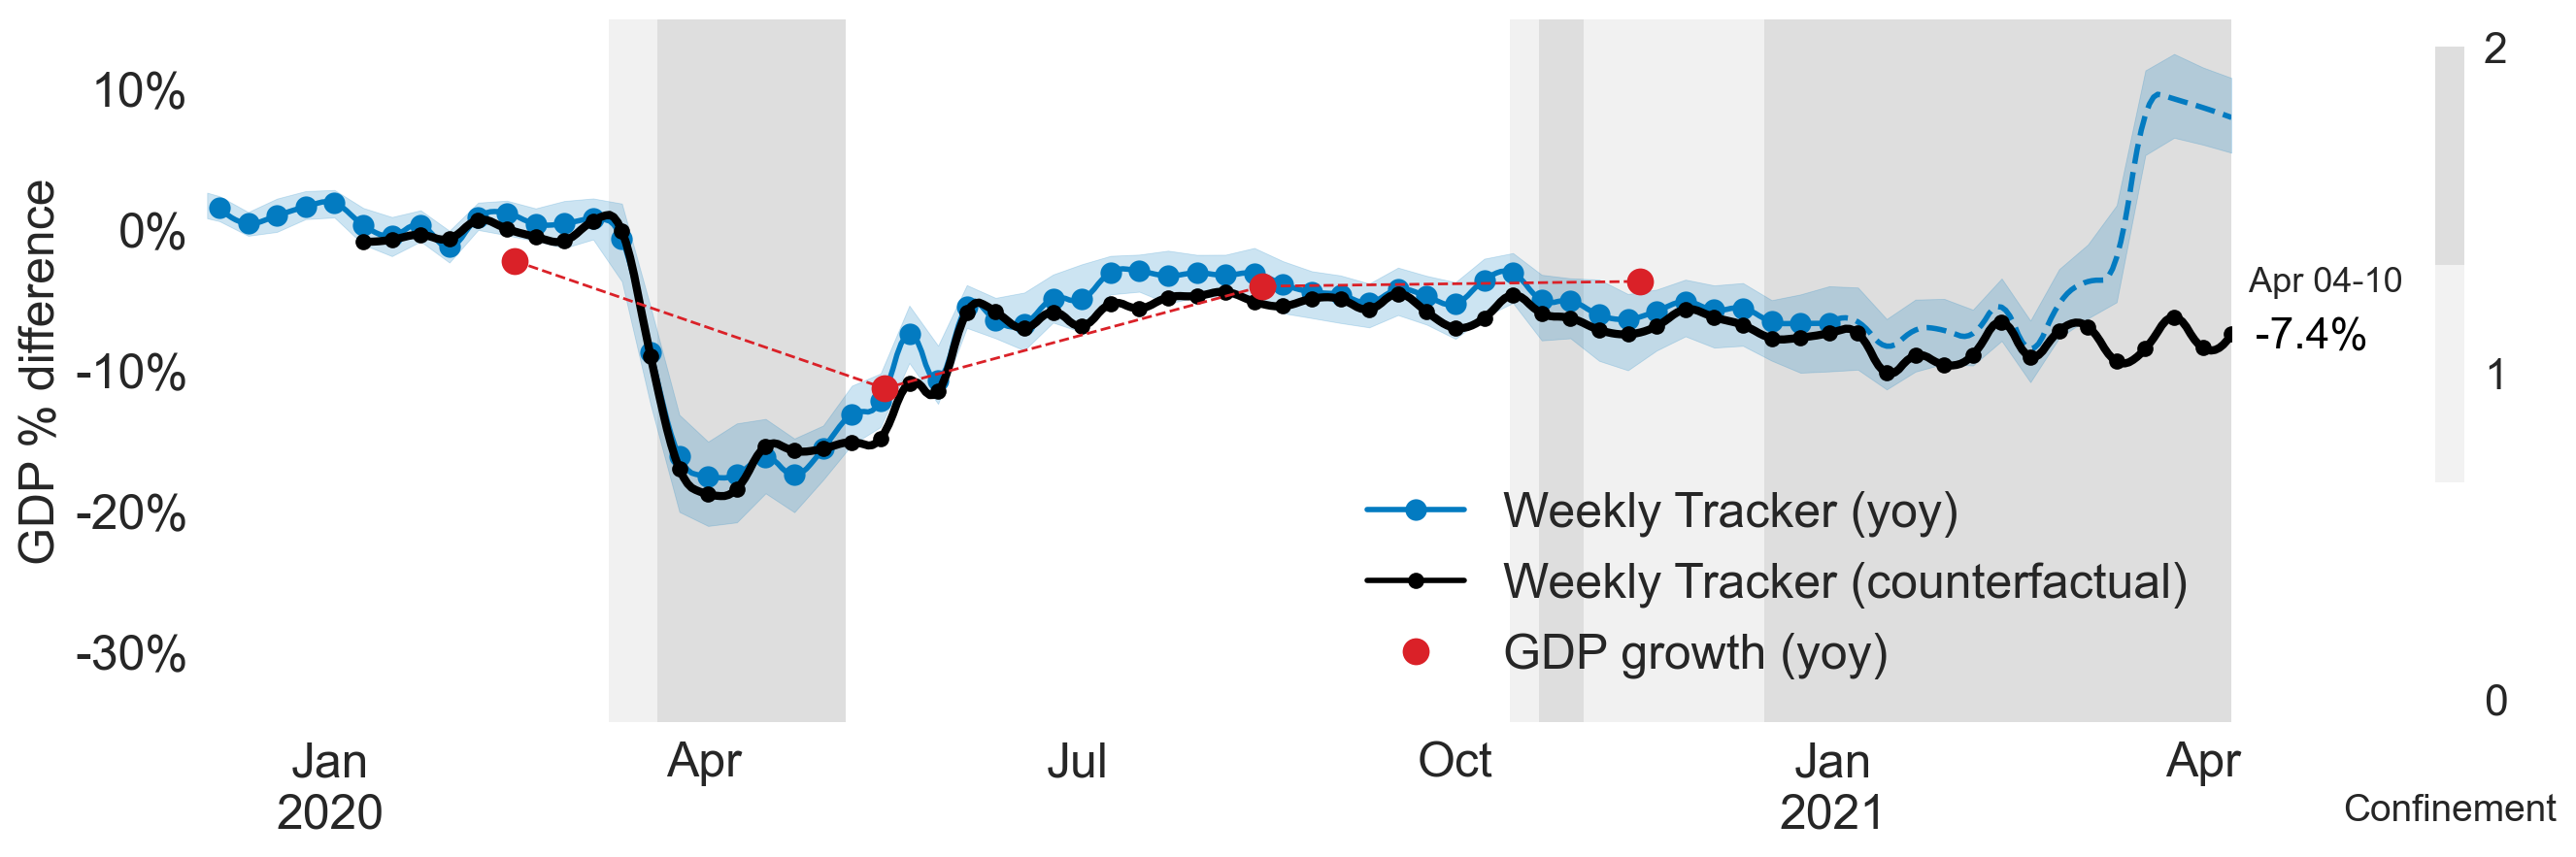 GDP % difference
10%
0%
-10%
-20%
-30%
Jan
2020
Apr
Jul
Oct
Jan
2021
Apr
Weekly Tracker (yoy)
Weekly Tracker (counterfactual)
GDP growth (yoy)
Apr 04-10
-7.4%
2
1
0
Confinement